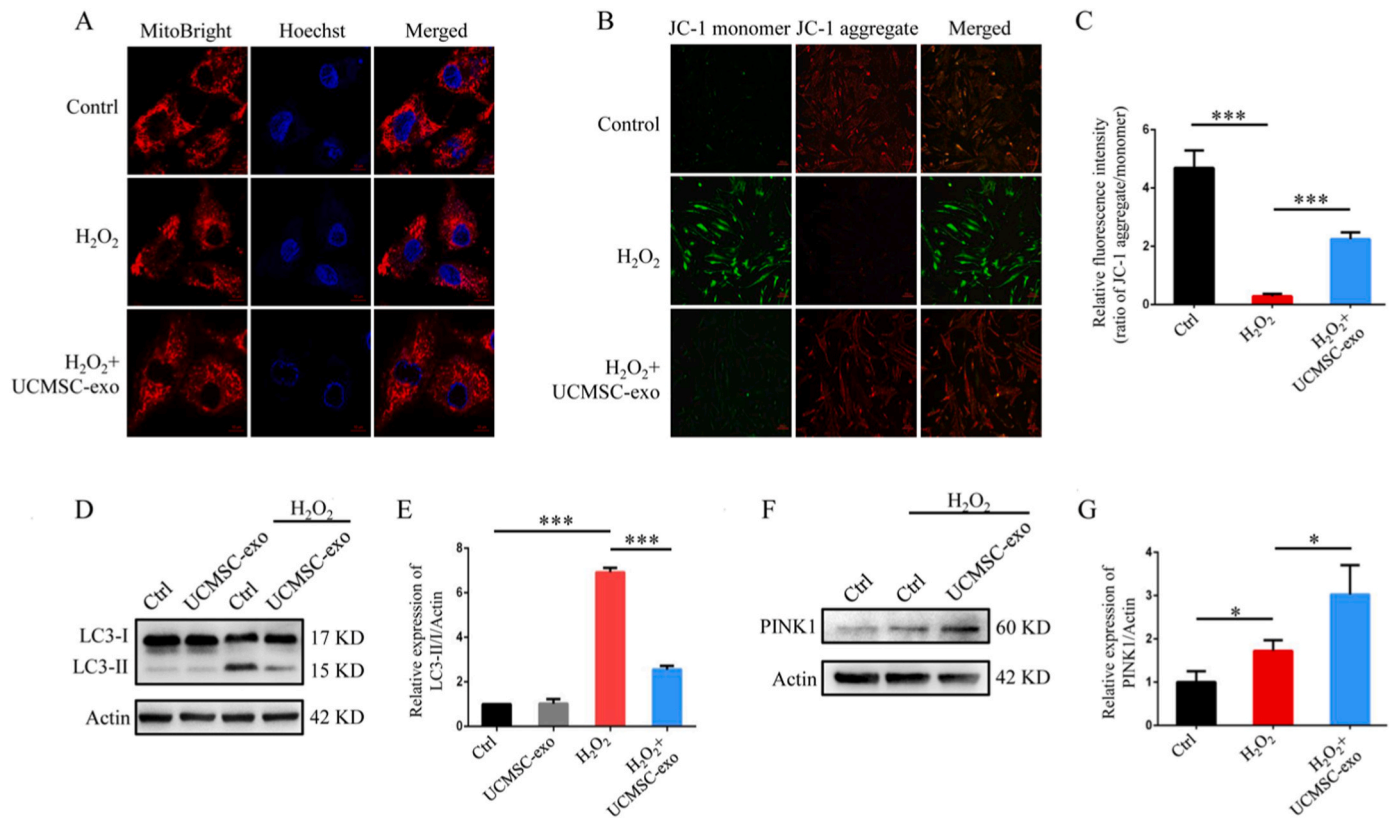 A
MitoBright Hoechst Merged
Contrl
H₂O₂
H₂O₂+
UCMSC-exo
B
JC-1 monomer JC-1 aggregate Merged
Control
H₂O₂
H₂O₂+
UCMSC-exo
C
Relative fluorescence intensity
(ratio of JC-1 aggregate/monomer)
6
4
2
0
***
***
Ctrl
H₂O₂
H₂O₂+
UCMSC-exo
D
H₂O₂
Ctrl
UCMSC-exo
Ctrl
UCMSC-exo
LC3-I 17 KD
LC3-II 15 KD
Actin 42 KD
E
Relative expression of
LC3-II/I/Actin
8
6
4
2
0
***
***
Ctrl
UCMSC-exo
H₂O₂
H₂O₂+
UCMSC-exo
F
H₂O₂
Ctrl
Ctrl
UCMSC-exo
PINK1 60 KD
Actin 42 KD
G
Relative expression of
PINK1/Actin
4
3
2
1
0
*
*
Ctrl
H₂O₂
H₂O₂+
UCMSC-exo